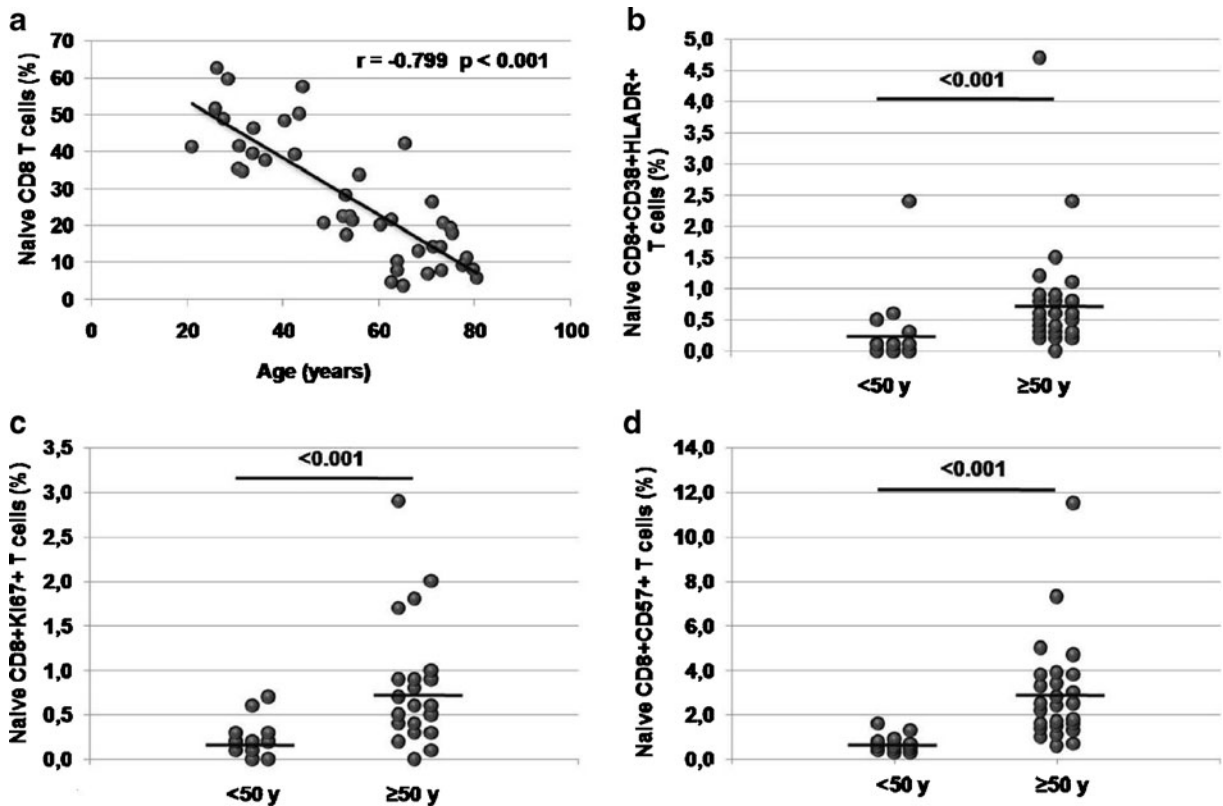 a
70
60
50
40
30
20
10
0
Naive CD8 T cells (%)
r = -0.799 p < 0.001
0 20 40 60 80 100
Age (years)
b
5,0
4,5
4,0
3,5
3,0
2,5
2,0
1,5
1,0
0,5
0,0
Naive CD8+CD38+HLADR+
T cells (%)
<0.001
<50 y ≥50 y
c
3,5
3,0
2,5
2,0
1,5
1,0
0,5
0,0
Naive CD8+KI67+ T cells (%)
<0.001
<50 y ≥50 y
d
14,0
12,0
10,0
8,0
6,0
4,0
2,0
0,0
Naive CD8+CD57+ T cells (%)
<0.001
<50 y ≥50 y